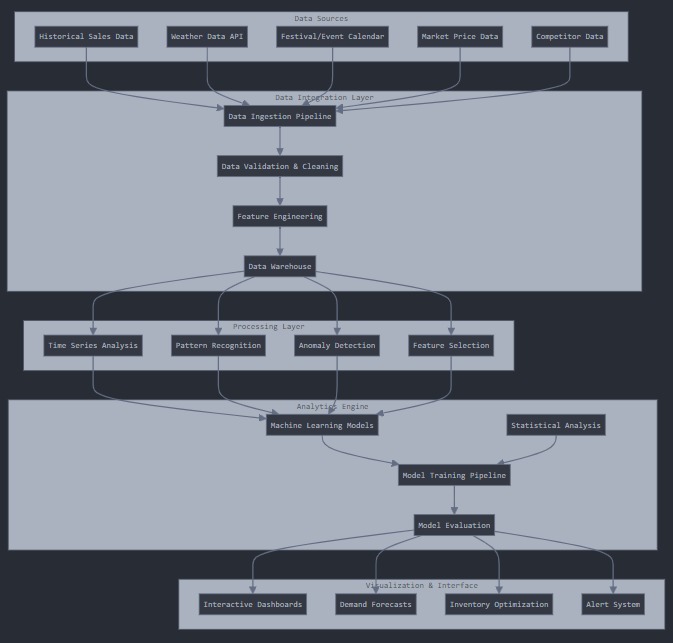 Data Sources
Historical Sales Data
Weather Data API
Festival/Event Calendar
Market Price Data
Competitor Data
Data Integration Layer
Data Ingestion Pipeline
Data Validation & Cleaning
Feature Engineering
Data Warehouse
Processing Layer
Time Series Analysis
Pattern Recognition
Anomaly Detection
Feature Selection
Analytics Engine
Machine Learning Models
Statistical Analysis
Model Training Pipeline
Model Evaluation
Visualization & Interface
Interactive Dashboards
Demand Forecasts
Inventory Optimization
Alert System